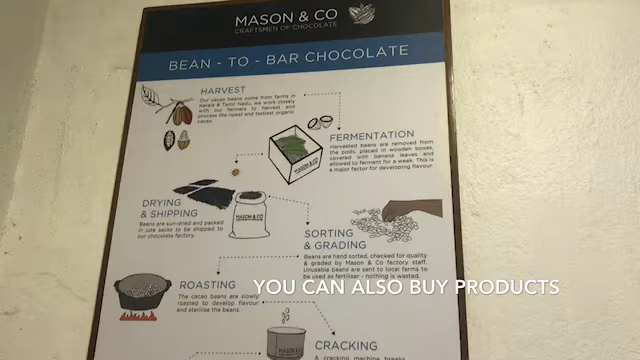 MASON & CO
CRAFTSMEN OF CHOCOLATE
BEAN - TO - BAR CHOCOLATE
HARVEST
Our cacao beans come from farms in
Kerala & Tamil Nadu, we work closely
with our farmers to harvest and
process the ripest and tastiest organic
cacao.
FERMENTATION
Harvested beans are removed from
the pods, placed in wooden boxes,
covered with banana leaves and
allowed to ferment for a week. This is
a major factor for developing flavour.
MASON & CO
DRYING
& SHIPPING
Beans are sun-dried and packed
in jute sacks to be shipped to
our chocolate factory.
MASON & CO
SORTING
& GRADING
Beans are hand sorted, checked for quality
& graded by Mason & Co factory staff.
Unusable beans are sent to local farms to
be used as fertiliser - nothing is wasted.
ROASTING
The cacao beans are slowly
roasted to develop flavour
and sterilise the beans.
YOU CAN ALSO BUY PRODUCTS
MASON & CO
CRACKING
A cracking machine breaks